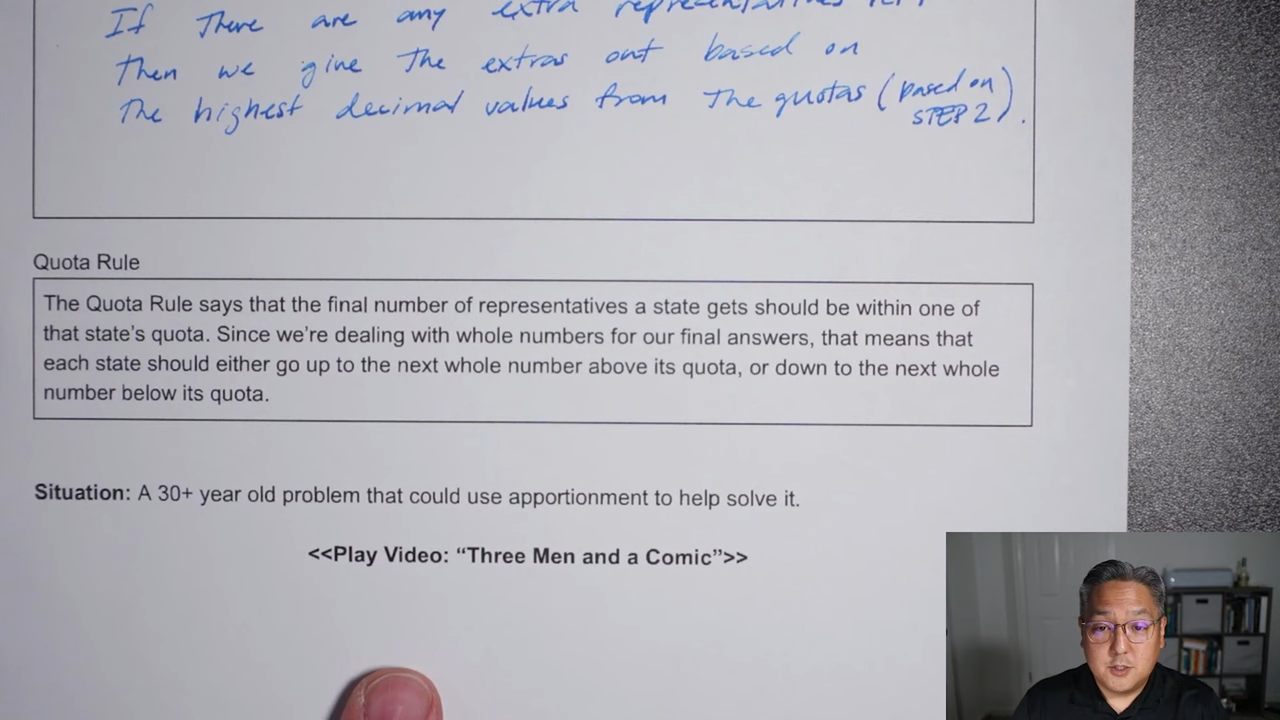 If There are any extra
Then we give The extras out based on
The highest decimal values from The quotas (based on
STEP 2).
Quota Rule
The Quota Rule says that the final number of representatives a state gets should be within one of
that state's quota. Since we're dealing with whole numbers for our final answers, that means that
each state should either go up to the next whole number above its quota, or down to the next whole
number below its quota.
Situation: A 30+ year old problem that could use apportionment to help solve it.
<<Play Video: “Three Men and a Comic”>>